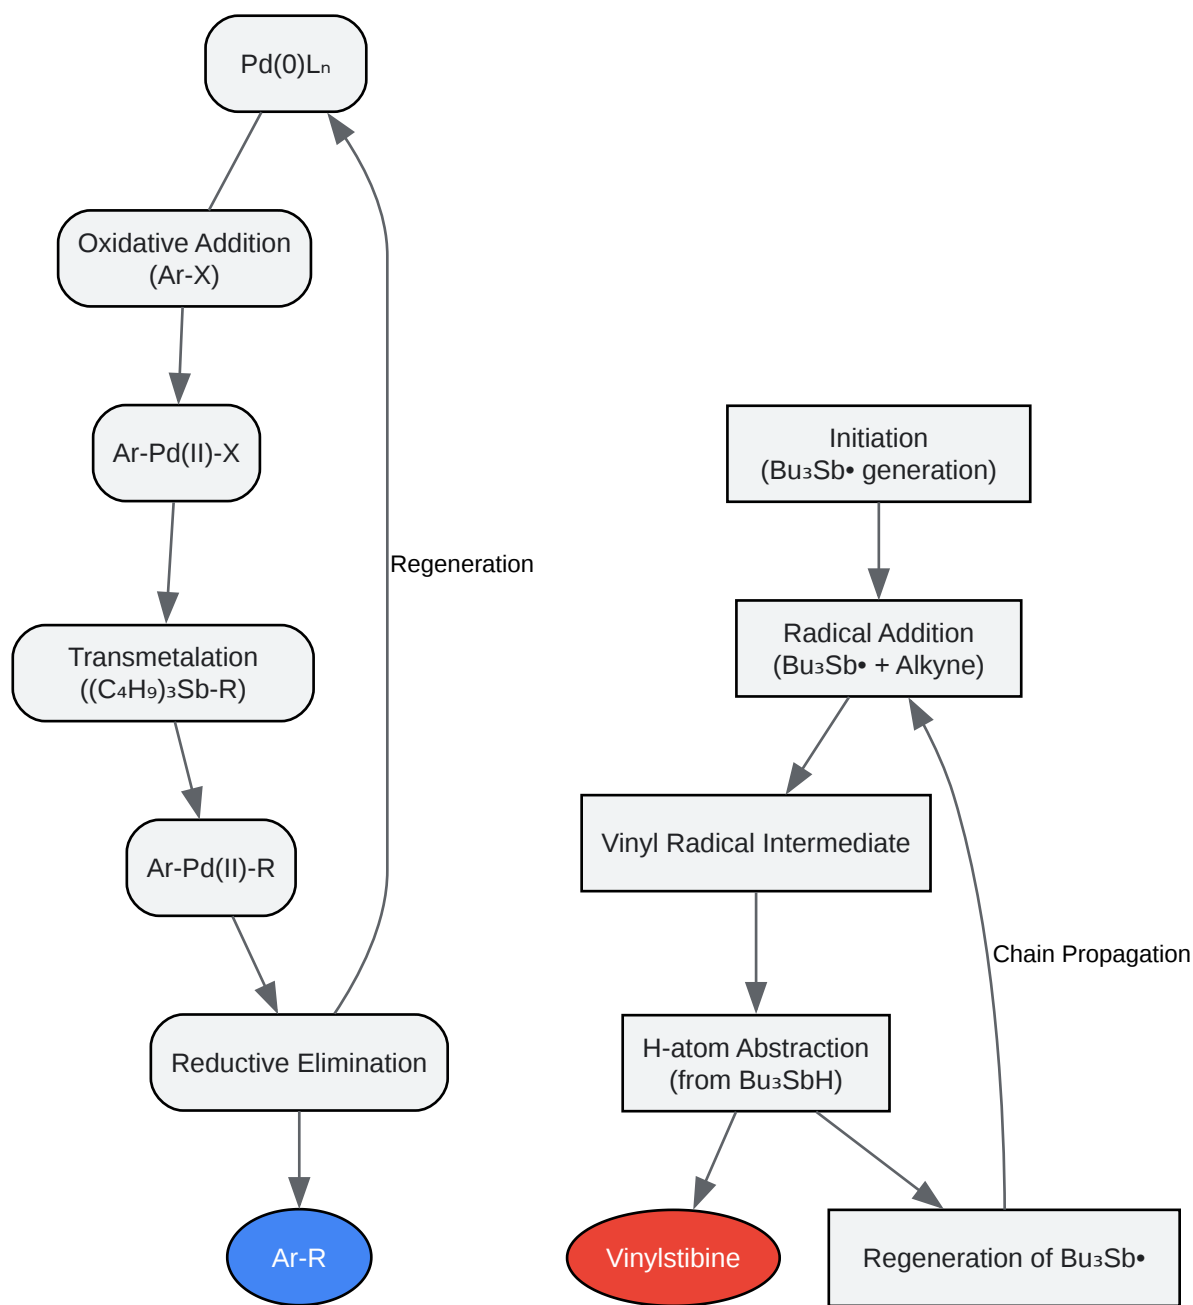 Pd(0)Lₙ
Oxidative Addition
(Ar-X)
Ar-Pd(II)-X
Regeneration
Transmetalation
((C₄H₉)₃Sb-R)
Ar-Pd(II)-R
Reductive Elimination
Ar-R
Initiation
(Bu₃Sb• generation)
Radical Addition
(Bu₃Sb• + Alkyne)
Vinyl Radical Intermediate
Chain Propagation
H-atom Abstraction
(from Bu₃SbH)
Vinylstibine
Regeneration of Bu₃Sb•